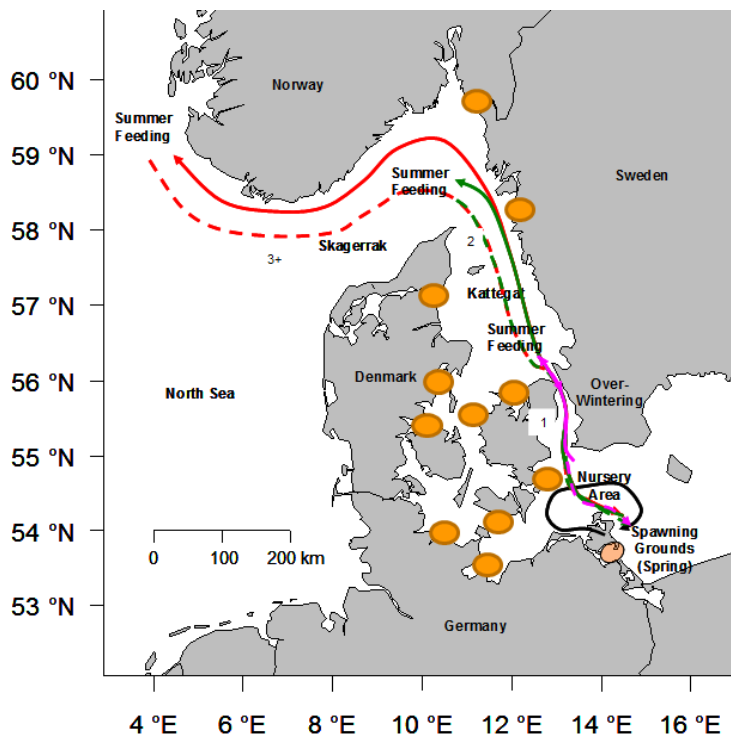 60 °N
59 °N
58 °N
57 °N
56 °N
55 °N
54 °N
53 °N
4 °E
6 °E
8 °E
10 °E
12 °E
14 °E
16 °E
Norway
Summer
Feeding
Summer
Feeding
Sweden
2
Skagerrak
3+
Kattegat
Summer
Feeding
North Sea
Denmark
Over-
Wintering
1
Nursery
Area
0 100 200 km
Spawning
Grounds
(Spring)
Germany